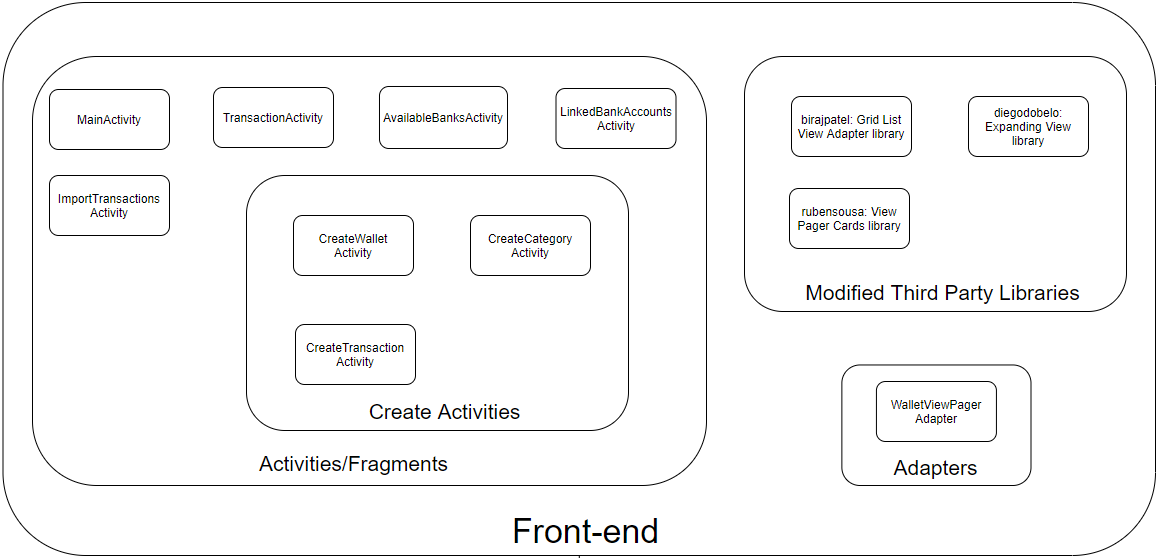 MainActivity
TransactionActivity
AvailableBanksActivity
LinkedBankAccounts
Activity
ImportTransactions
Activity
CreateWallet
Activity
CreateCategory
Activity
CreateTransaction
Activity
Create Activities
Activities/Fragments
birajpatel: Grid List
View Adapter library
diegodobelo:
Expanding View
library
rubensousa: View
Pager Cards library
Modified Third Party Libraries
WalletViewPager
Adapter
Adapters
Front-end